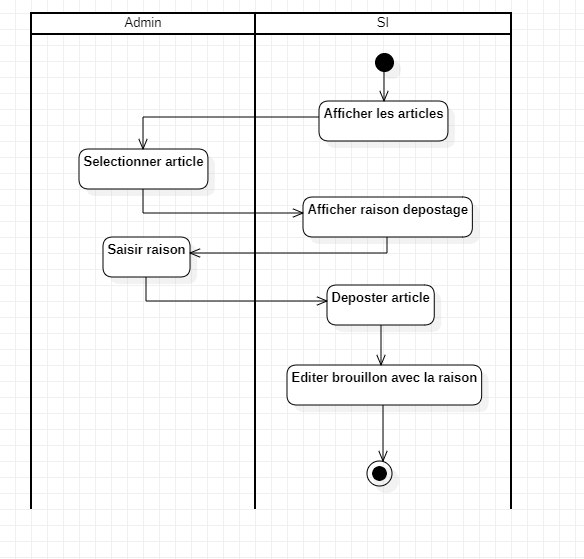 Admin
SI
Afficher les articles
Selectionner article
Afficher raison depostage
Saisir raison
Deposter article
Editer brouillon avec la raison